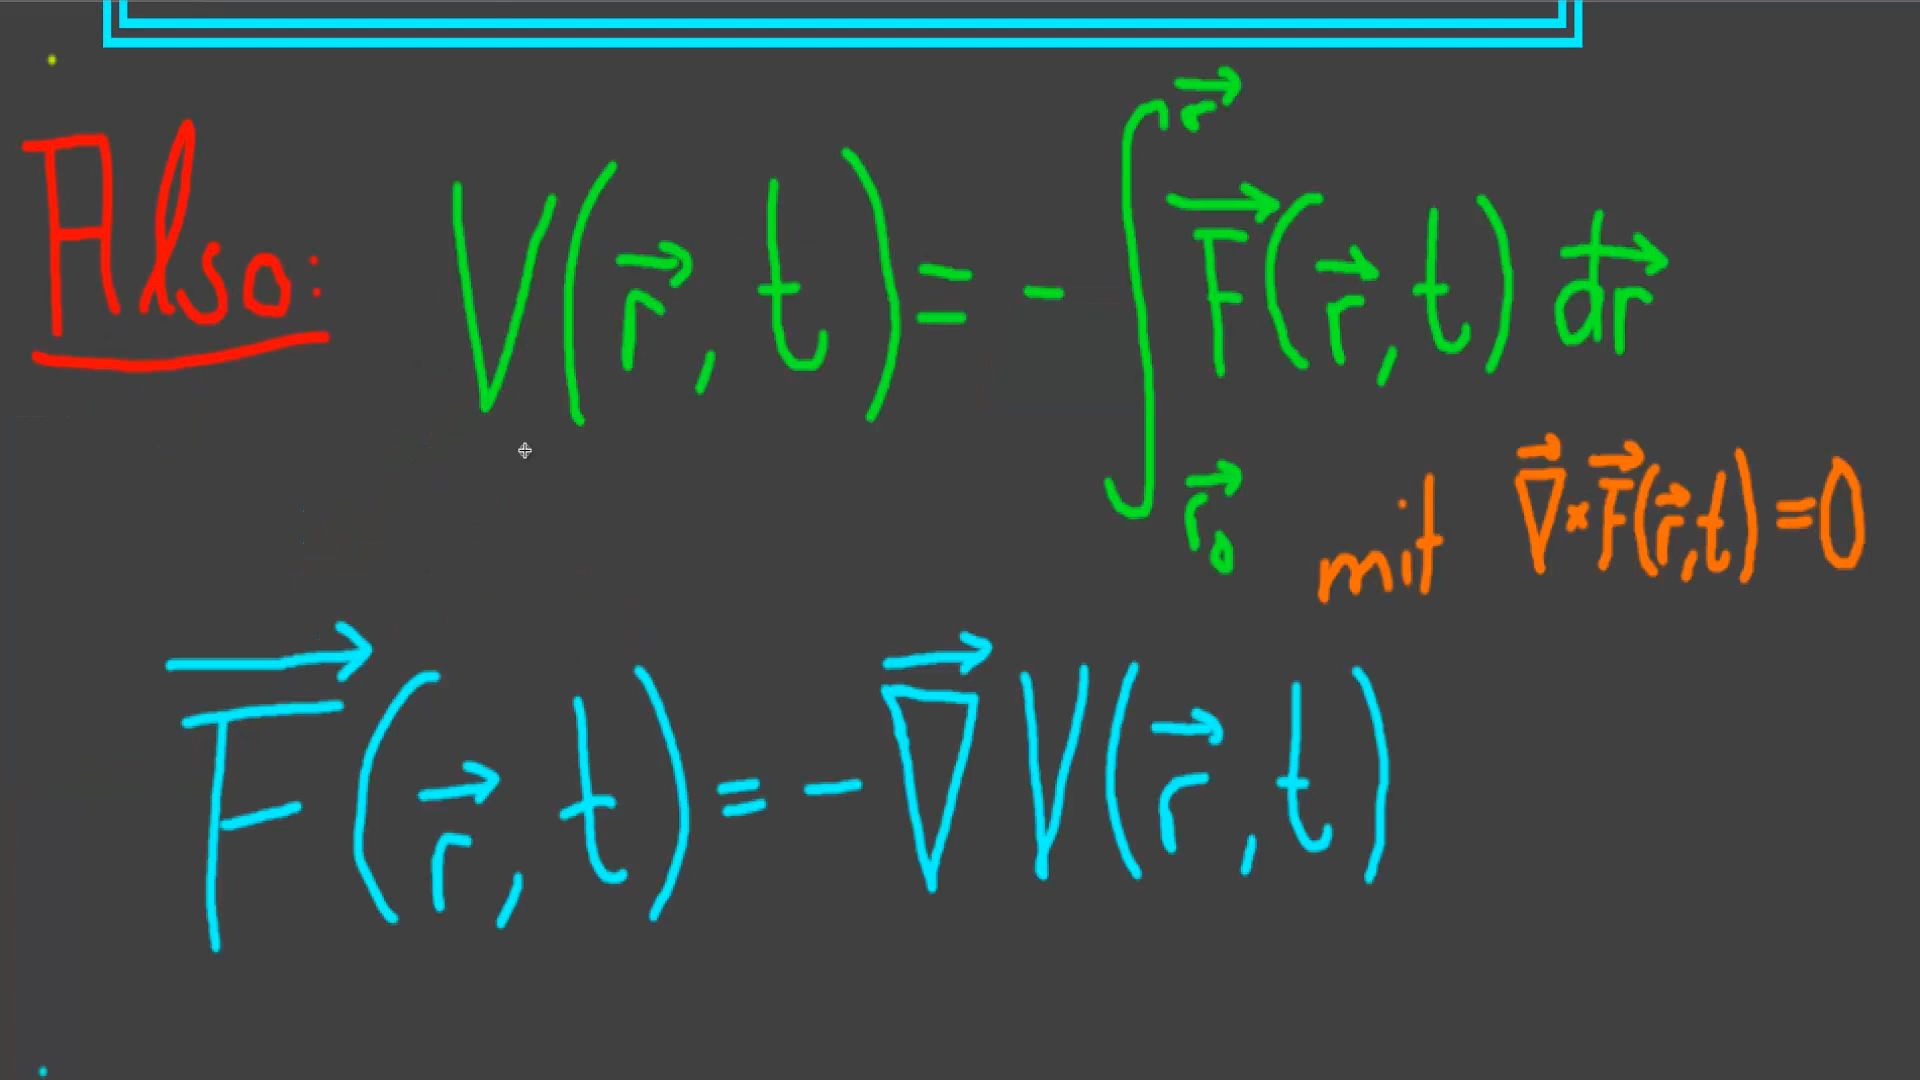 Also: V(r⃗, t) = - ∫_{r⃗₀}^{r⃗} F⃗(r⃗, t) dr⃗
mit ∇⃗ × F⃗(r⃗, t) = 0
F⃗(r⃗, t) = - ∇⃗ V(r⃗, t)